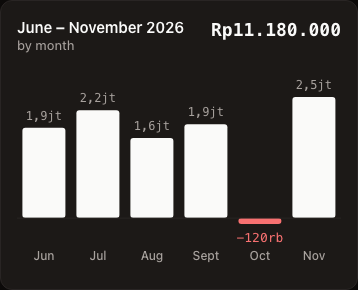 June – November 2026 Rp11.180.000
by month
1,9jt 2,2jt 1,6jt 1,9jt −120rb 2,5jt
Jun Jul Aug Sept Oct Nov